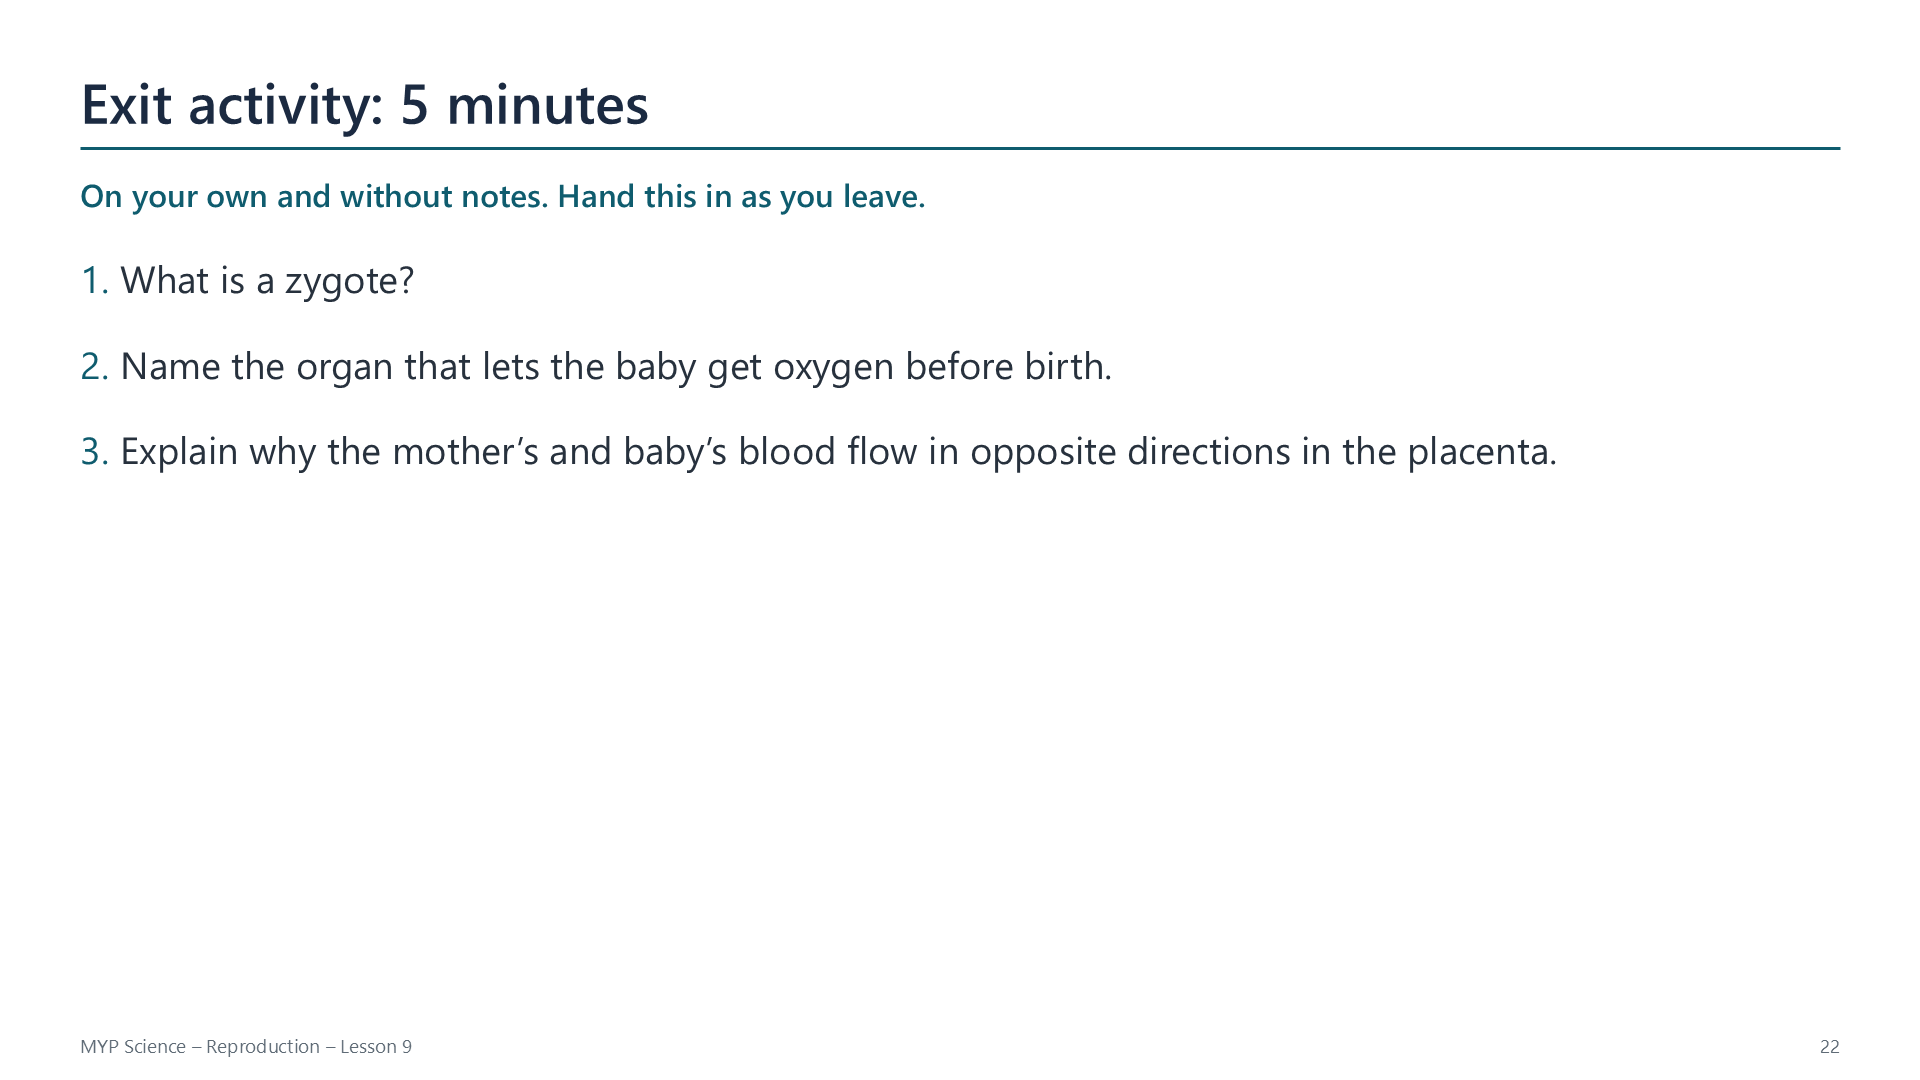 Exit activity: 5 minutes
On your own and without notes. Hand this in as you leave.
1. What is a zygote?
2. Name the organ that lets the baby get oxygen before birth.
3. Explain why the mother’s and baby’s blood flow in opposite directions in the placenta.
MYP Science – Reproduction – Lesson 9
22